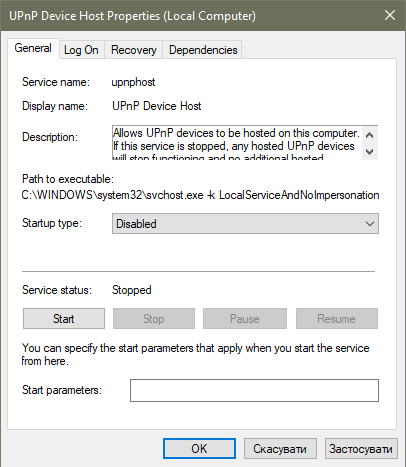 UPnP Device Host Properties (Local Computer)
General Log On Recovery Dependencies
Service name: upnphost
Display name: UPnP Device Host
Description: Allows UPnP devices to be hosted on this computer.
If this service is stopped, any hosted UPnP devices
will stop functioning and no additional hosted
Path to executable:
C:\WINDOWS\system32\svchost.exe -k LocalServiceAndNoImpersonation
Startup type: Disabled
Service status: Stopped
Start Stop Pause Resume
You can specify the start parameters that apply when you start the service
from here.
Start parameters:
OK Скасувати Застосувати